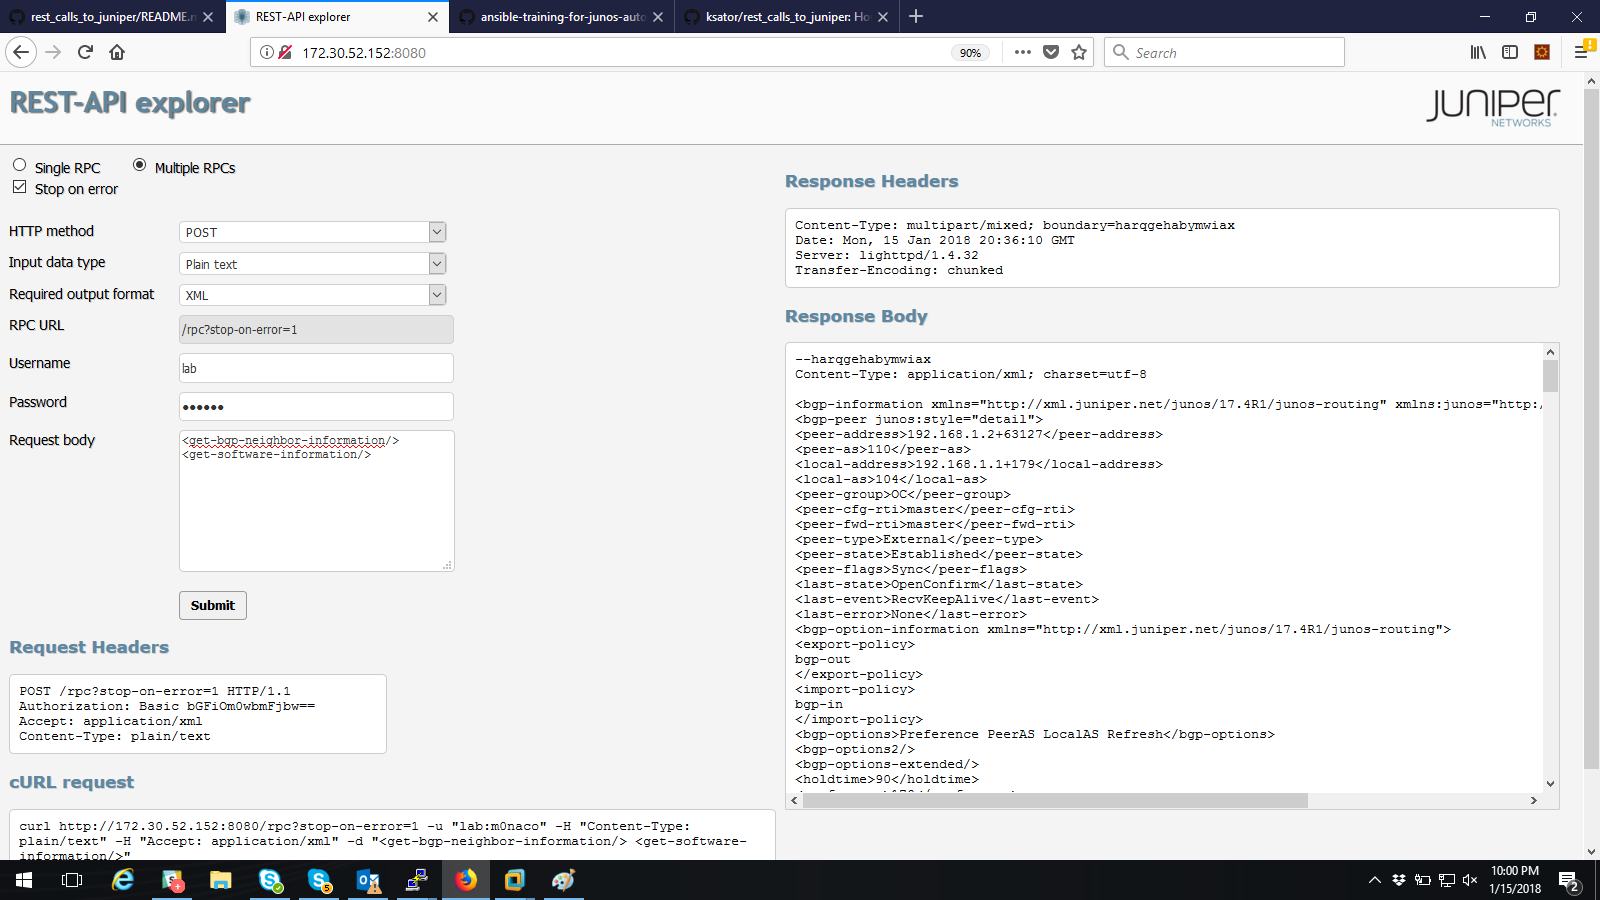 rest_calls_to_juniper/README.m
REST-API explorer
ansible-training-for-junos-auto
ksator/rest_calls_to_juniper: Ho
172.30.52.152:8080
90%
Search
REST-API explorer
JUNIPER
NETWORKS
Single RPC
Multiple RPCs
Stop on error
HTTP method
POST
Input data type
Plain text
Required output format
XML
RPC URL
/rpc?stop-on-error=1
Username
lab
Password
••••••
Request body
<get-bgp-neighbor-information/>
<get-software-information/>
Submit
Request Headers
POST /rpc?stop-on-error=1 HTTP/1.1
Authorization: Basic bGFiOm0wbmFjbw==
Accept: application/xml
Content-Type: plain/text
cURL request
curl http://172.30.52.152:8080/rpc?stop-on-error=1 -u "lab:m0naco" -H "Content-Type:
plain/text" -H "Accept: application/xml" -d "<get-bgp-neighbor-information/> <get-software-
information/>"
Response Headers
Content-Type: multipart/mixed; boundary=harqgehabymwiax
Date: Mon, 15 Jan 2018 20:36:10 GMT
Server: lighttpd/1.4.32
Transfer-Encoding: chunked
Response Body
--harqgehabymwiax
Content-Type: application/xml; charset=utf-8
<bgp-information xmlns="http://xml.juniper.net/junos/17.4R1/junos-routing" xmlns:junos="http:/
<bgp-peer junos:style="detail">
<peer-address>192.168.1.2+63127</peer-address>
<peer-as>110</peer-as>
<local-address>192.168.1.1+179</local-address>
<local-as>104</local-as>
<peer-group>OC</peer-group>
<peer-cfg-rti>master</peer-cfg-rti>
<peer-fwd-rti>master</peer-fwd-rti>
<peer-type>External</peer-type>
<peer-state>Established</peer-state>
<peer-flags>Sync</peer-flags>
<last-state>OpenConfirm</last-state>
<last-event>RecvKeepAlive</last-event>
<last-error>None</last-error>
<bgp-option-information xmlns="http://xml.juniper.net/junos/17.4R1/junos-routing">
<export-policy>
bgp-out
</export-policy>
<import-policy>
bgp-in
</import-policy>
<bgp-options>Preference PeerAS LocalAS Refresh</bgp-options>
<bgp-options2/>
<bgp-options-extended/>
<holdtime>90</holdtime>
5
10:00 PM
1/15/2018
2